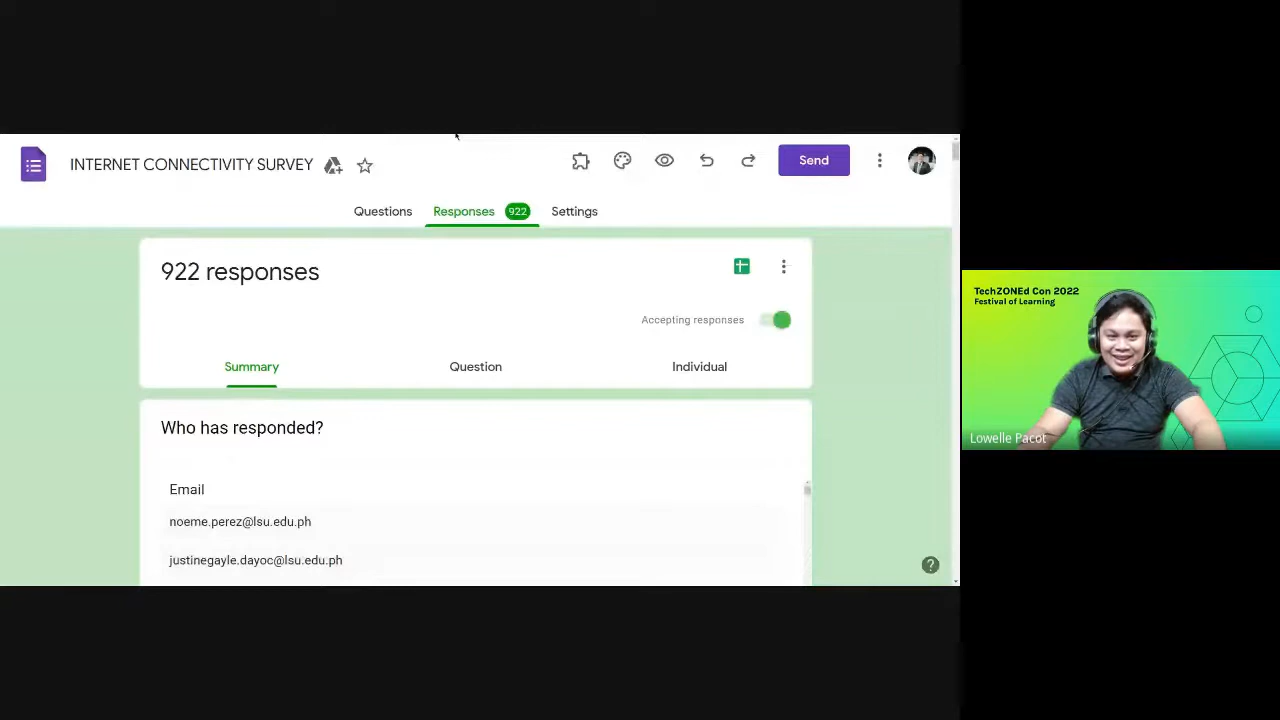 INTERNET CONNECTIVITY SURVEY
Send
Questions
Responses 922
Settings
922 responses
Accepting responses
Summary
Question
Individual
Who has responded?
Email
noeme.perez@lsu.edu.ph
justinegayle.dayoc@lsu.edu.ph
TechZONEd Con 2022
Festival of Learning
Lowelle Pacot